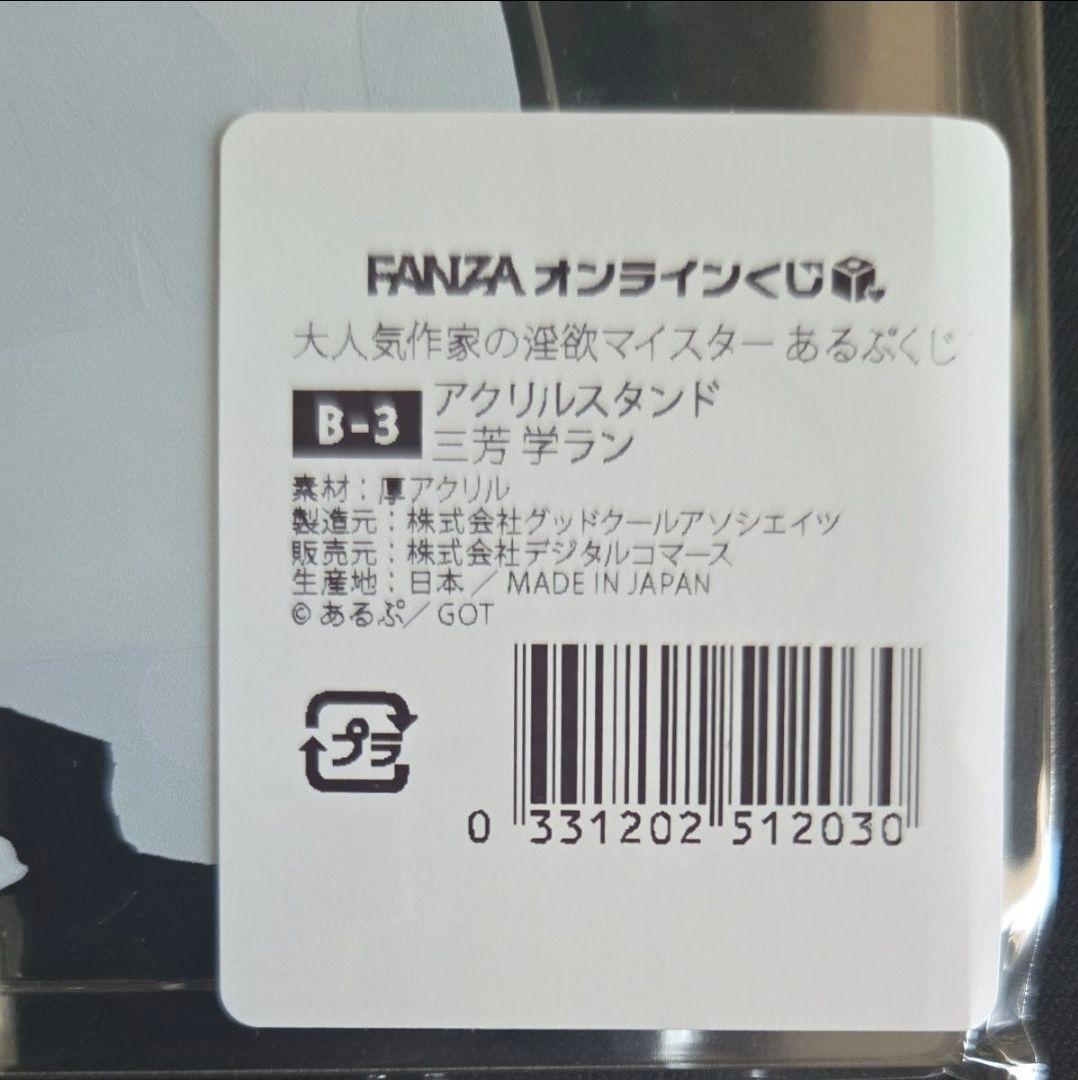 FANZA オンラインくじ
大人気作家の淫欲マイスター あるぷくじ
B-3
アクリルスタンド
三芳 学ラン
素材：厚アクリル
製造元：株式会社グッドクールアソシエイツ
販売元：株式会社デジタルコマース
生産地：日本／MADE IN JAPAN
© あるぷ／GOT
プラ
0 331202 512030